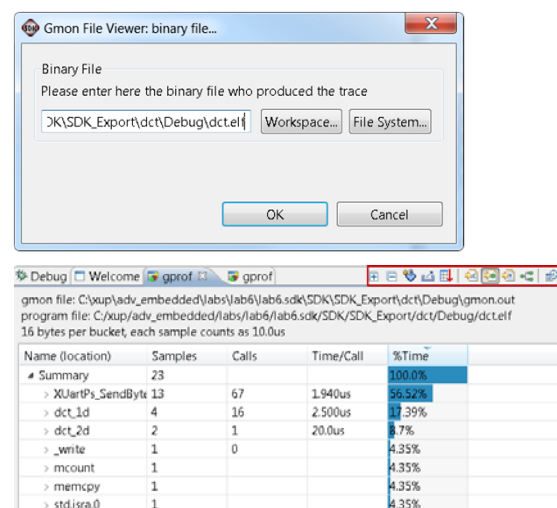 Gmon File Viewer: binary file...
Binary File
Please enter here the binary file who produced the trace
OK\SDK_Export\dct\Debug\dct.elf Workspace... File System...
OK Cancel
Debug Welcome gprof gprof
gmon file: C:\xup\adv_embedded\labs\lab6\lab6.sdk\SDK\SDK_Export\dct\Debug\gmon.out
program file: C:/xup/adv_embedded/labs/lab6/lab6.sdk/SDK/SDK_Export/dct/Debug/dct.elf
16 bytes per bucket, each sample counts as 10.0us
Name (location) Samples Calls Time/Call %Time
Summary 23 100.0%
XUartPs_SendByte 13 67 1.940us 56.52%
dct_1d 4 16 2.500us 17.39%
dct_2d 2 1 20.0us 8.7%
_write 1 0 4.35%
mcount 1 4.35%
memcpy 1 4.35%
std.isra.0 1 4.35%